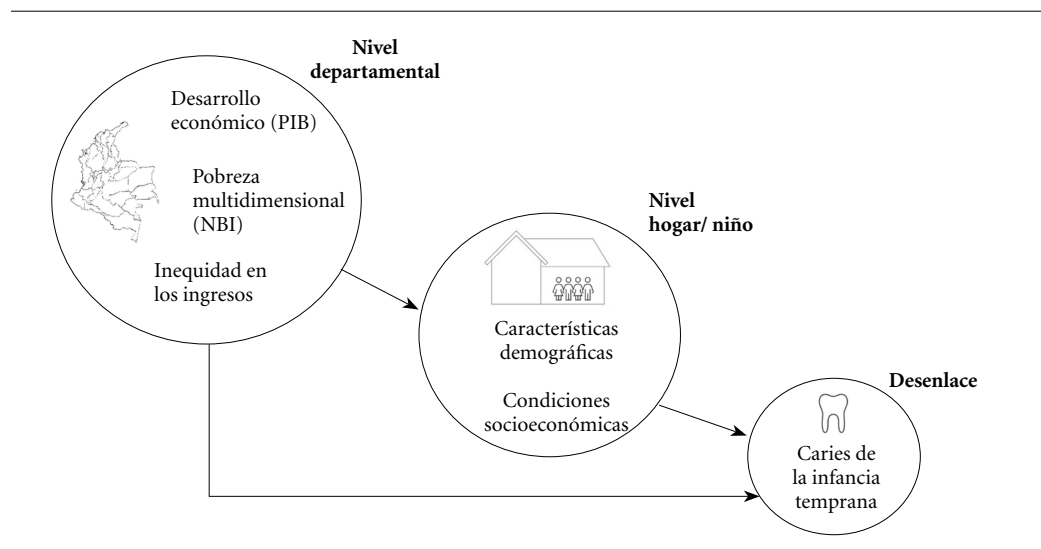 Nivel
departamental
Desarrollo
económico (PIB)
Pobreza
multidimensional
(NBI)
Inequidad en
los ingresos
Nivel
hogar/ niño
Característícas
demográficas
Condiciones
socioeconómicas
Desenlace
Caries de
la infancia
temprana